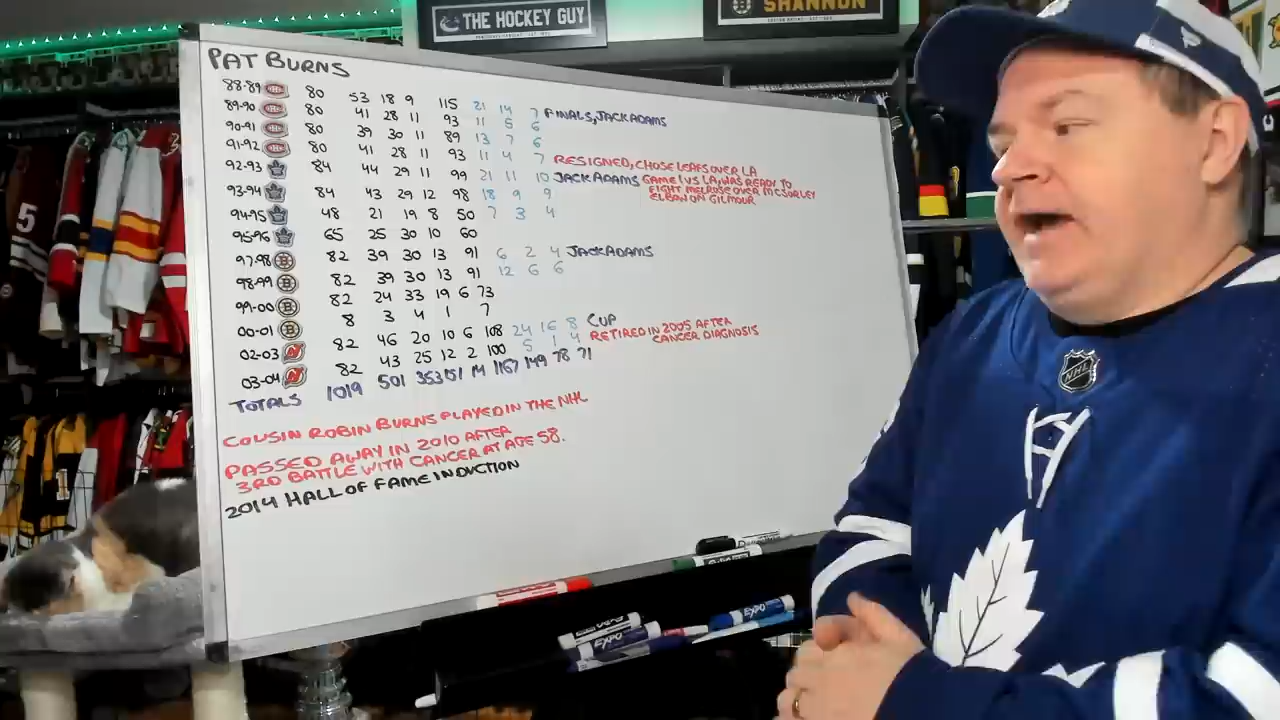 THE HOCKEY GUY
SHANNON
PAT BURNS
88-89 80 53 18 9 115 21 14 7 FINALS, JACK ADAMS
89-90 80 41 28 11 93 11 5 6
90-91 80 39 30 11 89 13 7 6
91-92 80 41 28 11 93 11 4 7 RESIGNED, CHOSE LEAFS OVER LA
92-93 84 44 29 11 99 21 11 10 JACK ADAMS GAME 1 VS LA, WAS READY TO
FIGHT MELROSE OVER MCSORLEY
ELBOW ON GILMOUR
93-94 84 43 29 12 98 18 9 9
94-95 48 21 19 8 50 7 3 4
95-96 65 25 30 10 60
97-98 82 39 30 13 91 6 2 4 JACK ADAMS
98-99 82 39 30 13 91 12 6 6
99-00 82 24 33 19 6 73
00-01 8 3 4 1 7
02-03 82 46 20 10 6 108 24 16 8 CUP
03-04 82 43 25 12 2 100 5 1 4 RETIRED IN 2005 AFTER
CANCER DIAGNOSIS
TOTALS 1019 501 353 151 14 1167 149 78 71
COUSIN ROBIN BURNS PLAYED IN THE NHL
PASSED AWAY IN 2010 AFTER
3RD BATTLE WITH CANCER AT AGE 58.
2014 HALL OF FAME INDUCTION
5
1
EXPO
EXPO
NHL